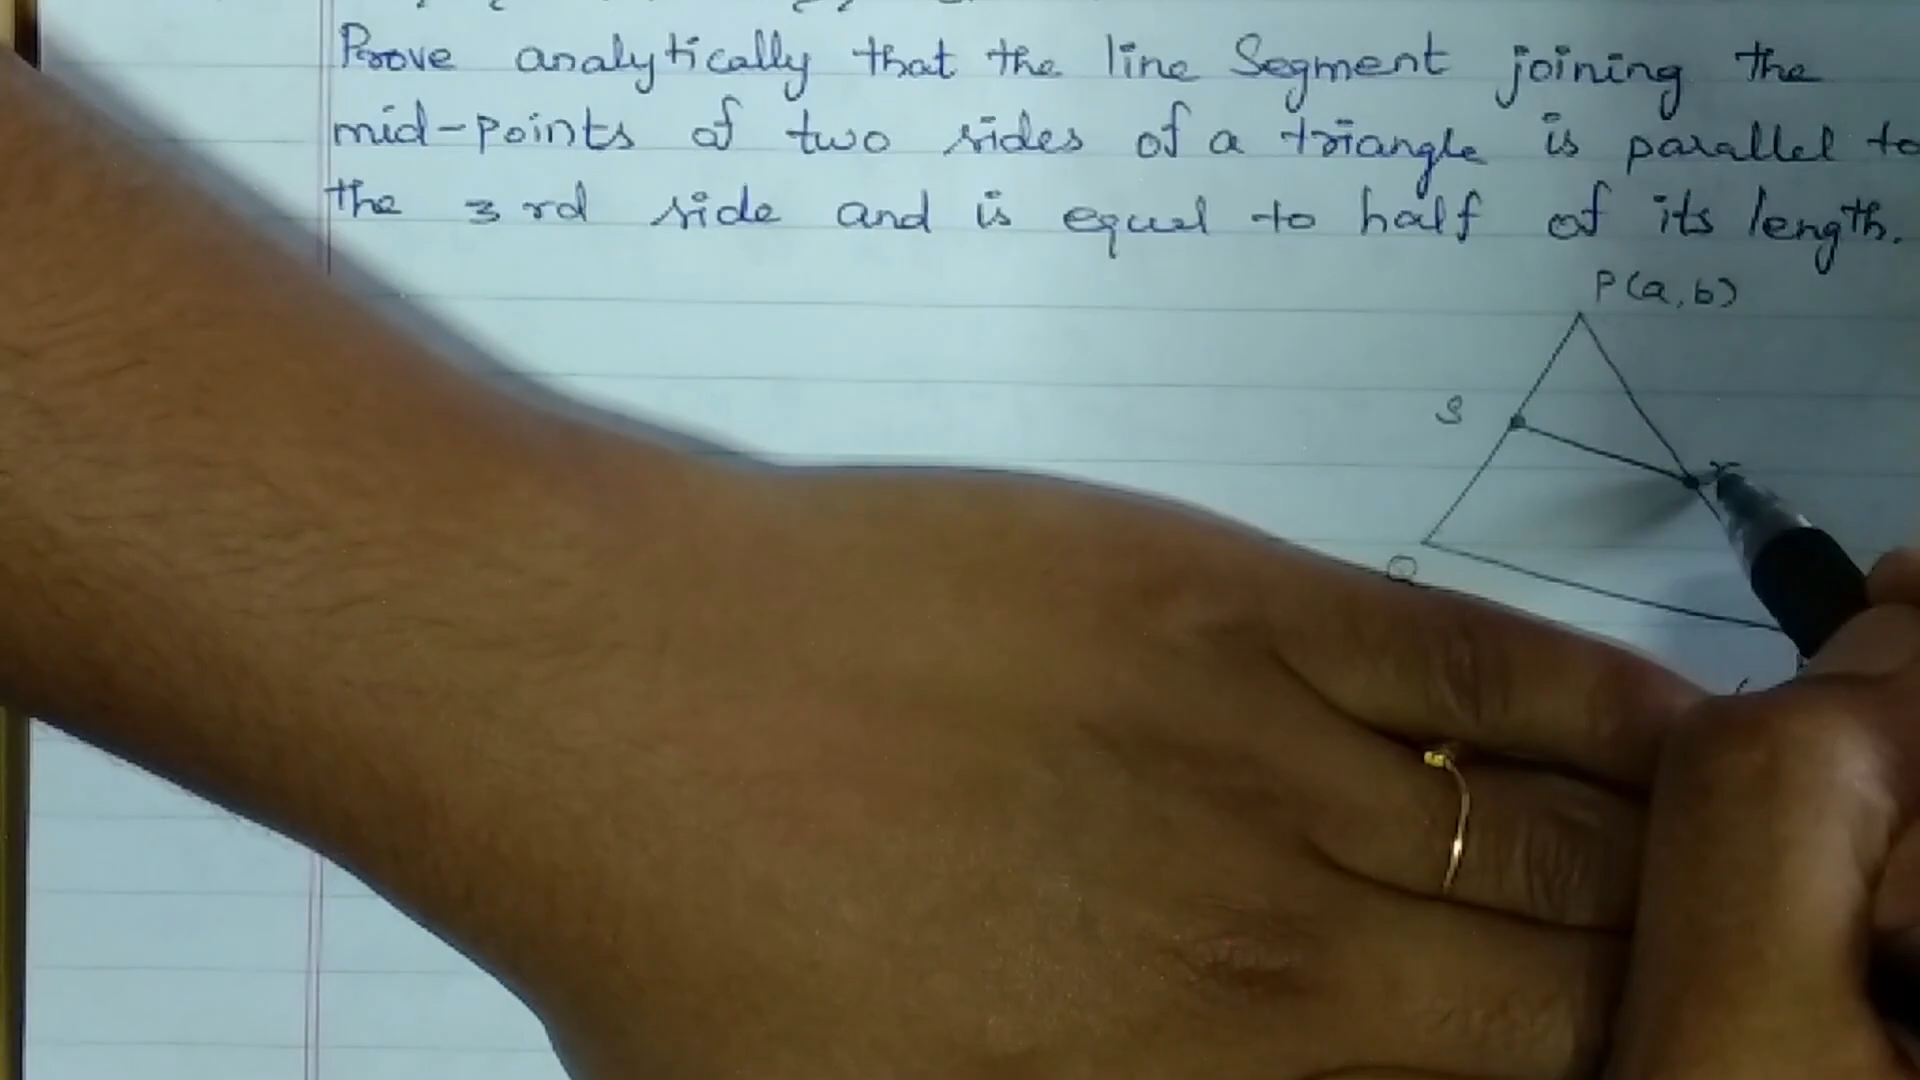 Prove analytically that the line Segment joining the
mid-points of two sides of a triangle is parallel to
the 3rd side and is equal to half of its length.
P(a,b)
S
Q